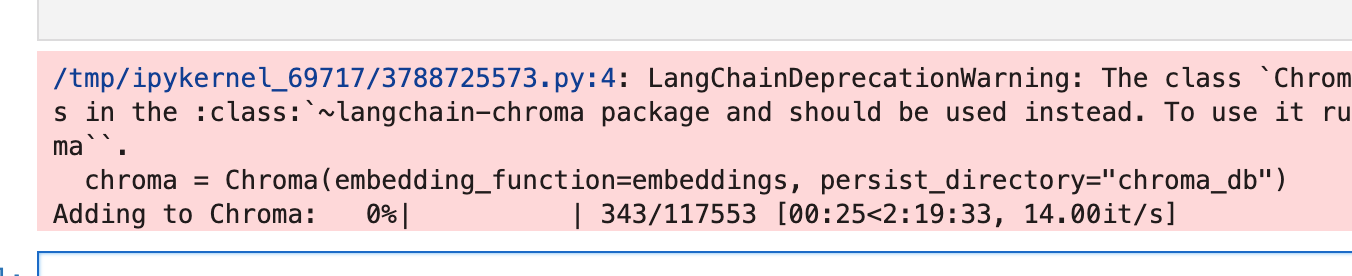 /tmp/ipykernel_69717/3788725573.py:4: LangChainDeprecationWarning: The class `Chrom
s in the :class:`~langchain-chroma package and should be used instead. To use it ru
ma``.
  chroma = Chroma(embedding_function=embeddings, persist_directory="chroma_db")
Adding to Chroma:   0%|          | 343/117553 [00:25<2:19:33, 14.00it/s]